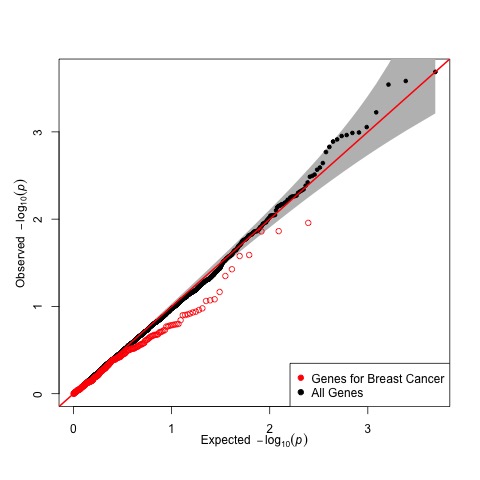 Observed −log₁₀(p)
3
2
1
0
0 1 2 3
Expected −log₁₀(p)
Genes for Breast Cancer
All Genes